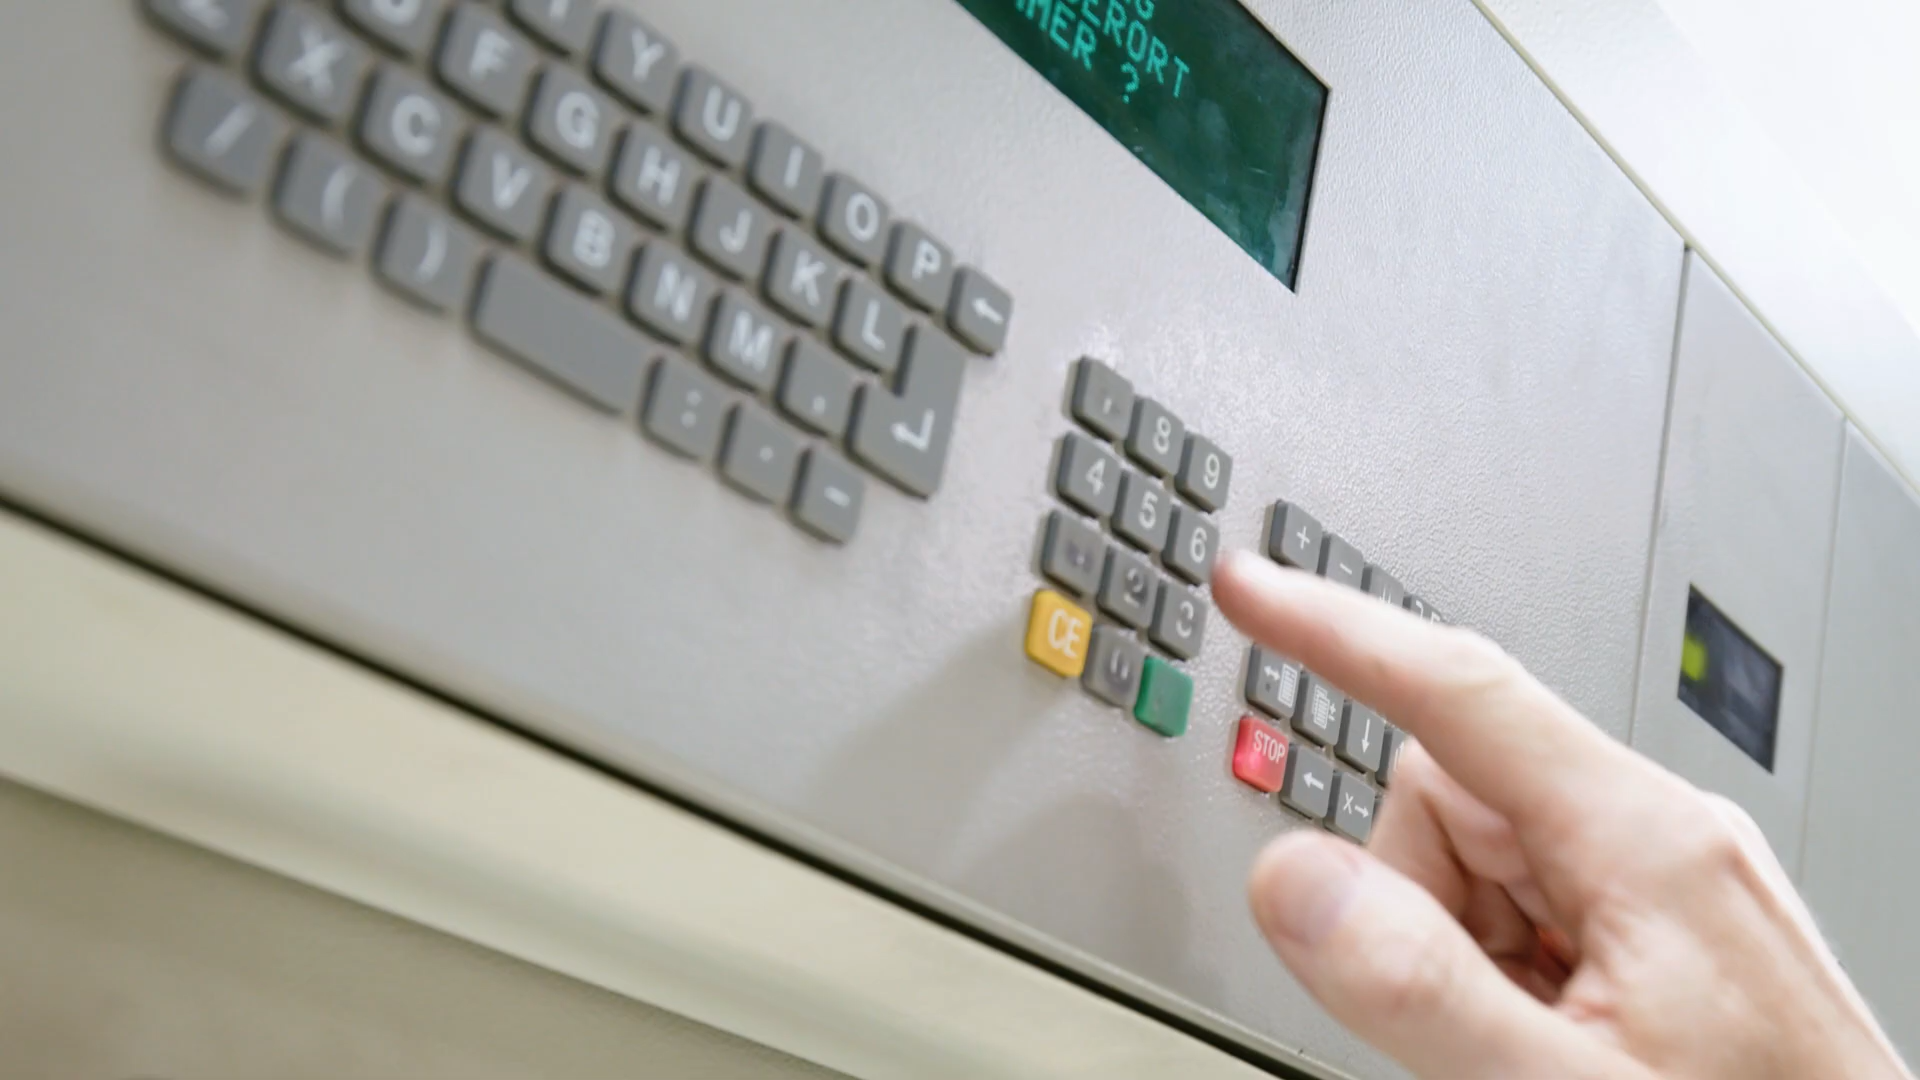 ERORT
MER ?
Y U I O P ←
F G H J K L
Z X C V B N M , ↵
/ ( ) : . -
8 9
4 5 6
2 3
CE
+ -
↓
STOP ← X→